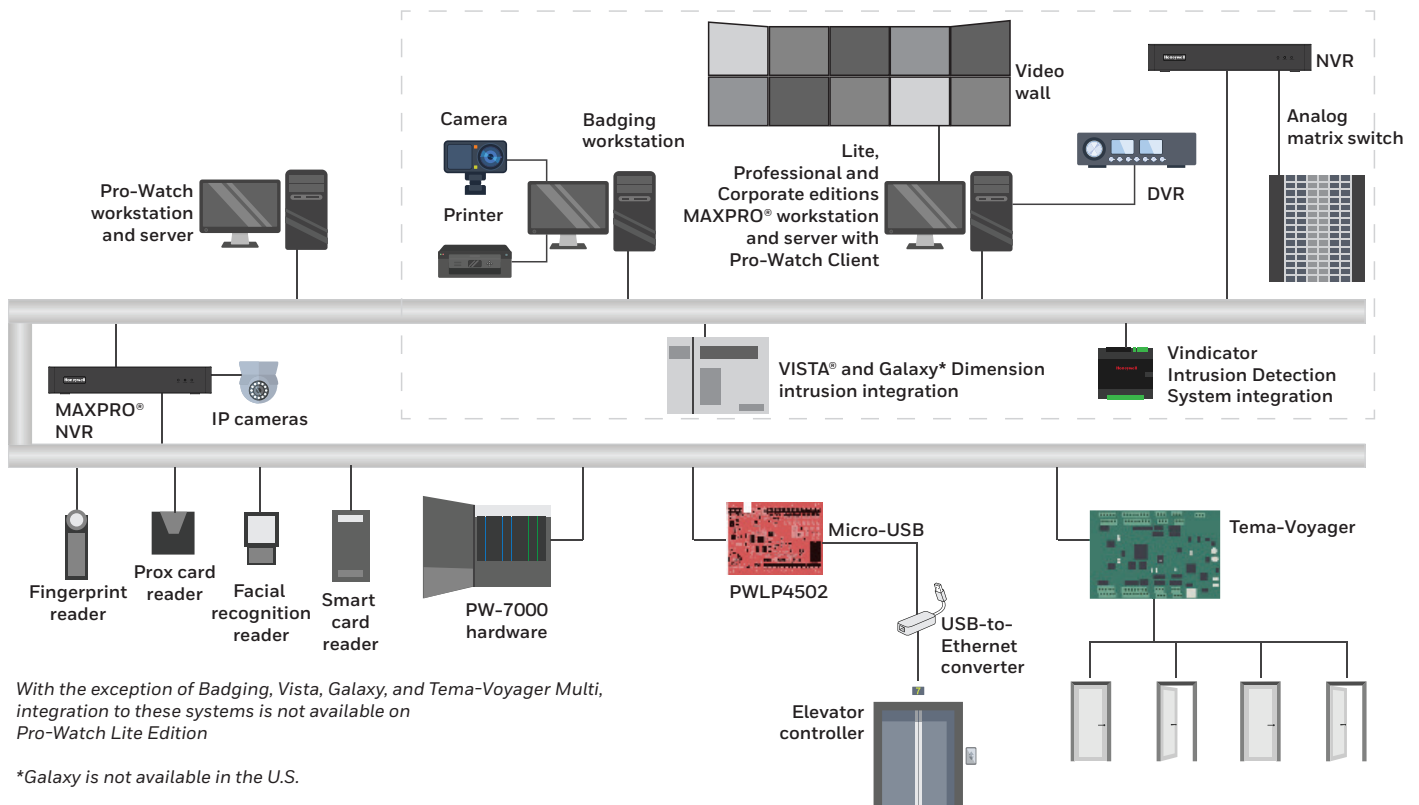 Honeywell
NVR
Video
wall
Camera
Badging
workstation
Analog
matrix switch
Lite,
Professional and
Corporate editions
MAXPRO® workstation
and server with
Pro-Watch Client
DVR
Pro-Watch
workstation
and server
Printer
VISTA® and Galaxy* Dimension
intrusion integration
Honeywell
Vindicator
Intrusion Detection
System integration
Honeywell
MAXPRO®
NVR
IP cameras
Fingerprint
reader
Prox card
reader
Facial
recognition
reader
Smart
card
reader
PW-7000
hardware
Micro-USB
PWLP4502
Tema-Voyager
USB-to-
Ethernet
converter
Elevator
controller
7
With the exception of Badging, Vista, Galaxy, and Tema-Voyager Multi,
integration to these systems is not available on
Pro-Watch Lite Edition
*Galaxy is not available in the U.S.